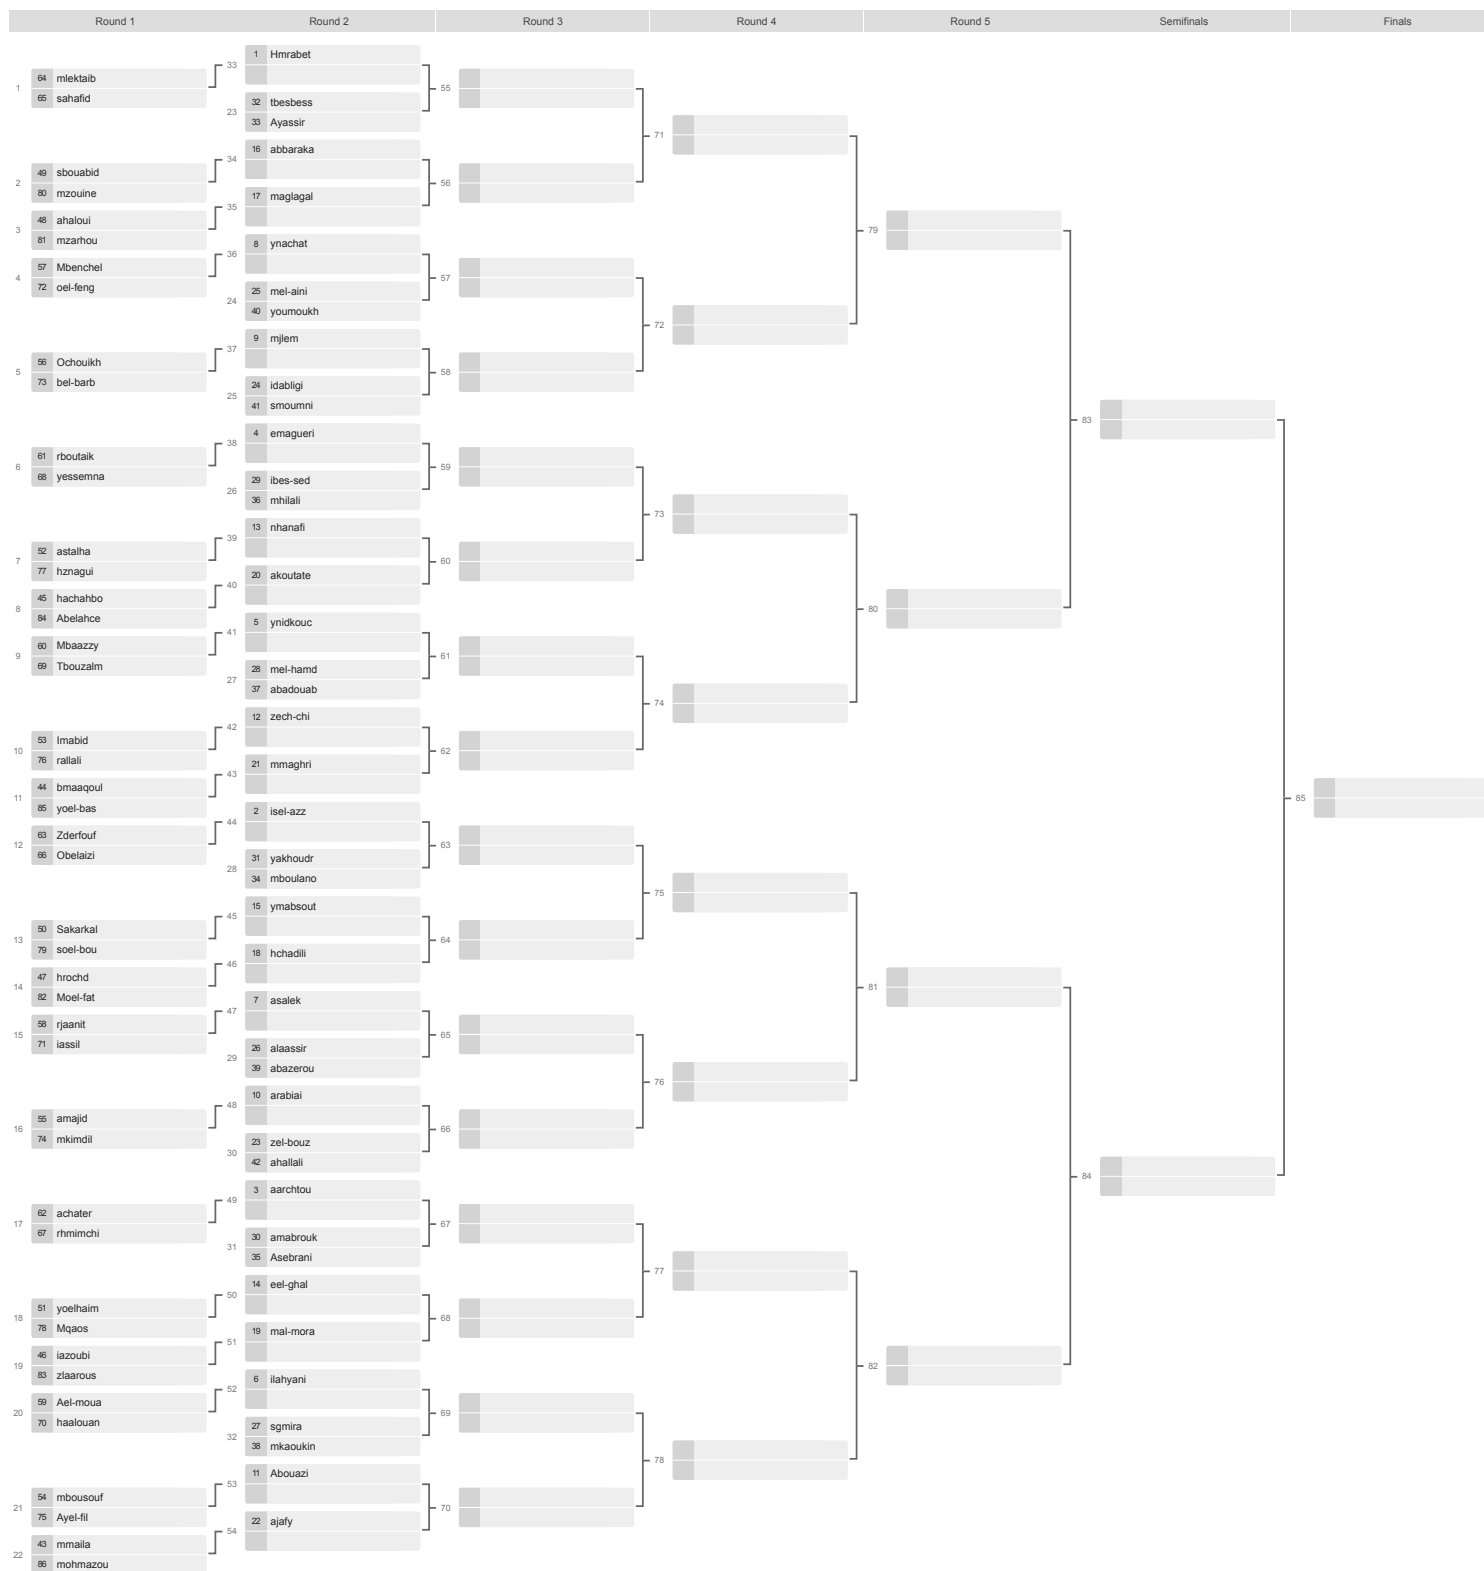 Round 1 Round 2 Round 3 Round 4 Round 5 Semifinals Finals
1
64 mlektaib
65 sahafid
2
49 sbouabid
80 mzouine
3
48 ahaloui
81 mzarhou
4
57 Mbenchel
72 oel-feng
5
56 Ochouikh
73 bel-barb
6
61 rboutaik
68 yessemna
7
52 astalha
77 hznagui
8
45 hachahbo
84 Abelahce
9
60 Mbaazzy
69 Tbouzalm
10
53 Imabid
76 rallali
11
44 bmaaqoul
85 yoel-bas
12
63 Zderfouf
66 Obelaizi
13
50 Sakarkal
79 soel-bou
14
47 hrochd
82 Moel-fat
15
58 rjaanit
71 iassil
16
55 amajid
74 mkimdil
17
62 achater
67 rhmimchi
18
51 yoelhaim
78 Mqaos
19
46 iazoubi
83 zlaarous
20
59 Ael-moua
70 haalouan
21
54 mbousouf
75 Ayel-fil
22
43 mmaila
86 mohmazou
33
1 Hmrabet
23
32 tbesbess
33 Ayassir
34
16 abbaraka
35
17 maglagal
36
8 ynachat
24
25 mel-aini
40 youmoukh
37
9 mjlem
25
24 idabligi
41 smoumni
38
4 emagueri
26
29 ibes-sed
36 mhilali
39
13 nhanafi
40
20 akoutate
41
5 ynidkouc
27
28 mel-hamd
37 abadouab
42
12 zech-chi
43
21 mmaghri
44
2 isel-azz
28
31 yakhoudr
34 mboulano
45
15 ymabsout
46
18 hchadili
47
7 asalek
29
26 alaassir
39 abazerou
48
10 arabiai
30
23 zel-bouz
42 ahallali
49
3 aarchtou
31
30 amabrouk
35 Asebrani
50
14 eel-ghal
51
19 mal-mora
52
6 ilahyani
32
27 sgmira
38 mkaoukin
53
11 Abouazi
54
22 ajafy
55
56
57
58
59
60
61
62
63
64
65
66
67
68
69
70
71
72
73
74
75
76
77
78
79
80
81
82
83
84
85